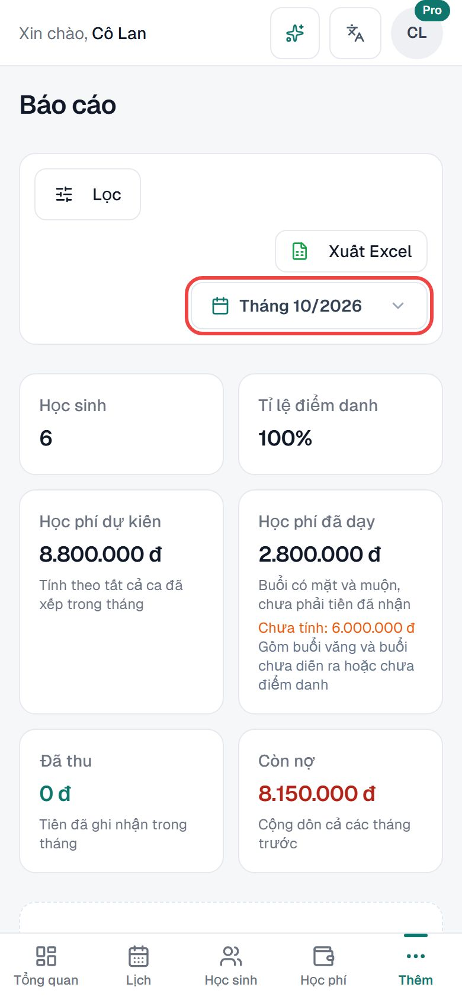 Xin chào, Cô Lan
Pro
CL
Báo cáo
Lọc
Xuất Excel
Tháng 10/2026
Học sinh
6
Tỉ lệ điểm danh
100%
Học phí dự kiến
8.800.000 đ
Tính theo tất cả ca đã
xếp trong tháng
Học phí đã dạy
2.800.000 đ
Buổi có mặt và muộn,
chưa phải tiền đã nhận
Chưa tính: 6.000.000 đ
Gồm buổi vắng và buổi
chưa diễn ra hoặc chưa
điểm danh
Đã thu
0 đ
Tiền đã ghi nhận trong
tháng
Còn nợ
8.150.000 đ
Cộng dồn cả các tháng
trước
Tổng quan
Lịch
Học sinh
Học phí
Thêm